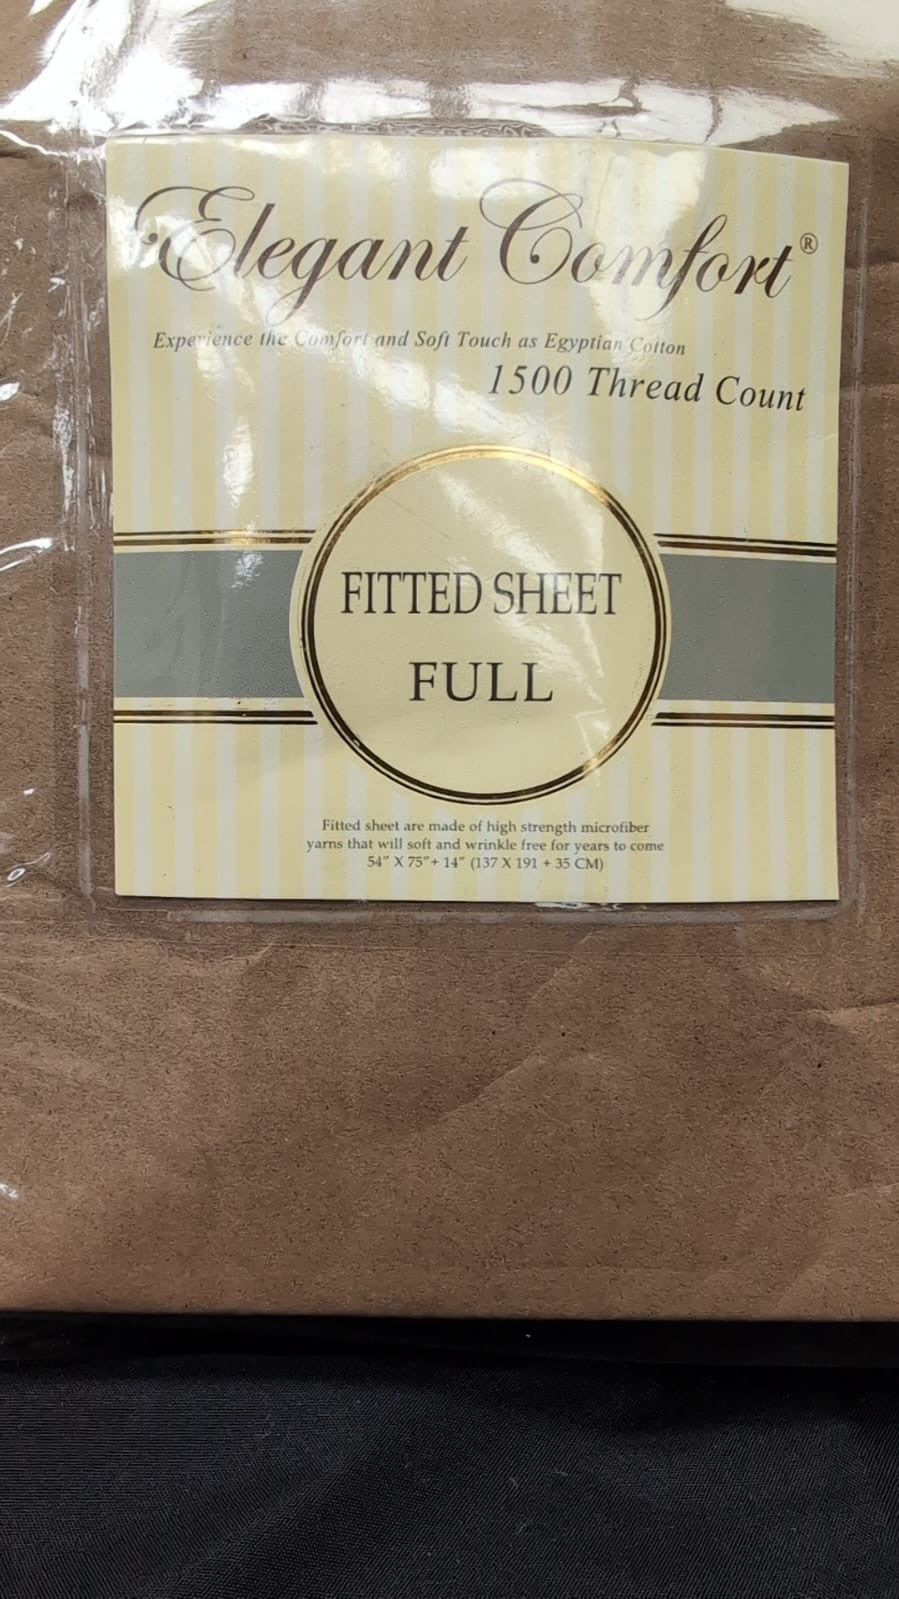 Elegant Comfort®
Experience the Comfort and Soft Touch as Egyptian Cotton
1500 Thread Count
FITTED SHEET
FULL
Fitted sheet are made of high strength microfiber
yarns that will soft and wrinkle free for years to come
54" X 75"+ 14" (137 X 191 + 35 CM)